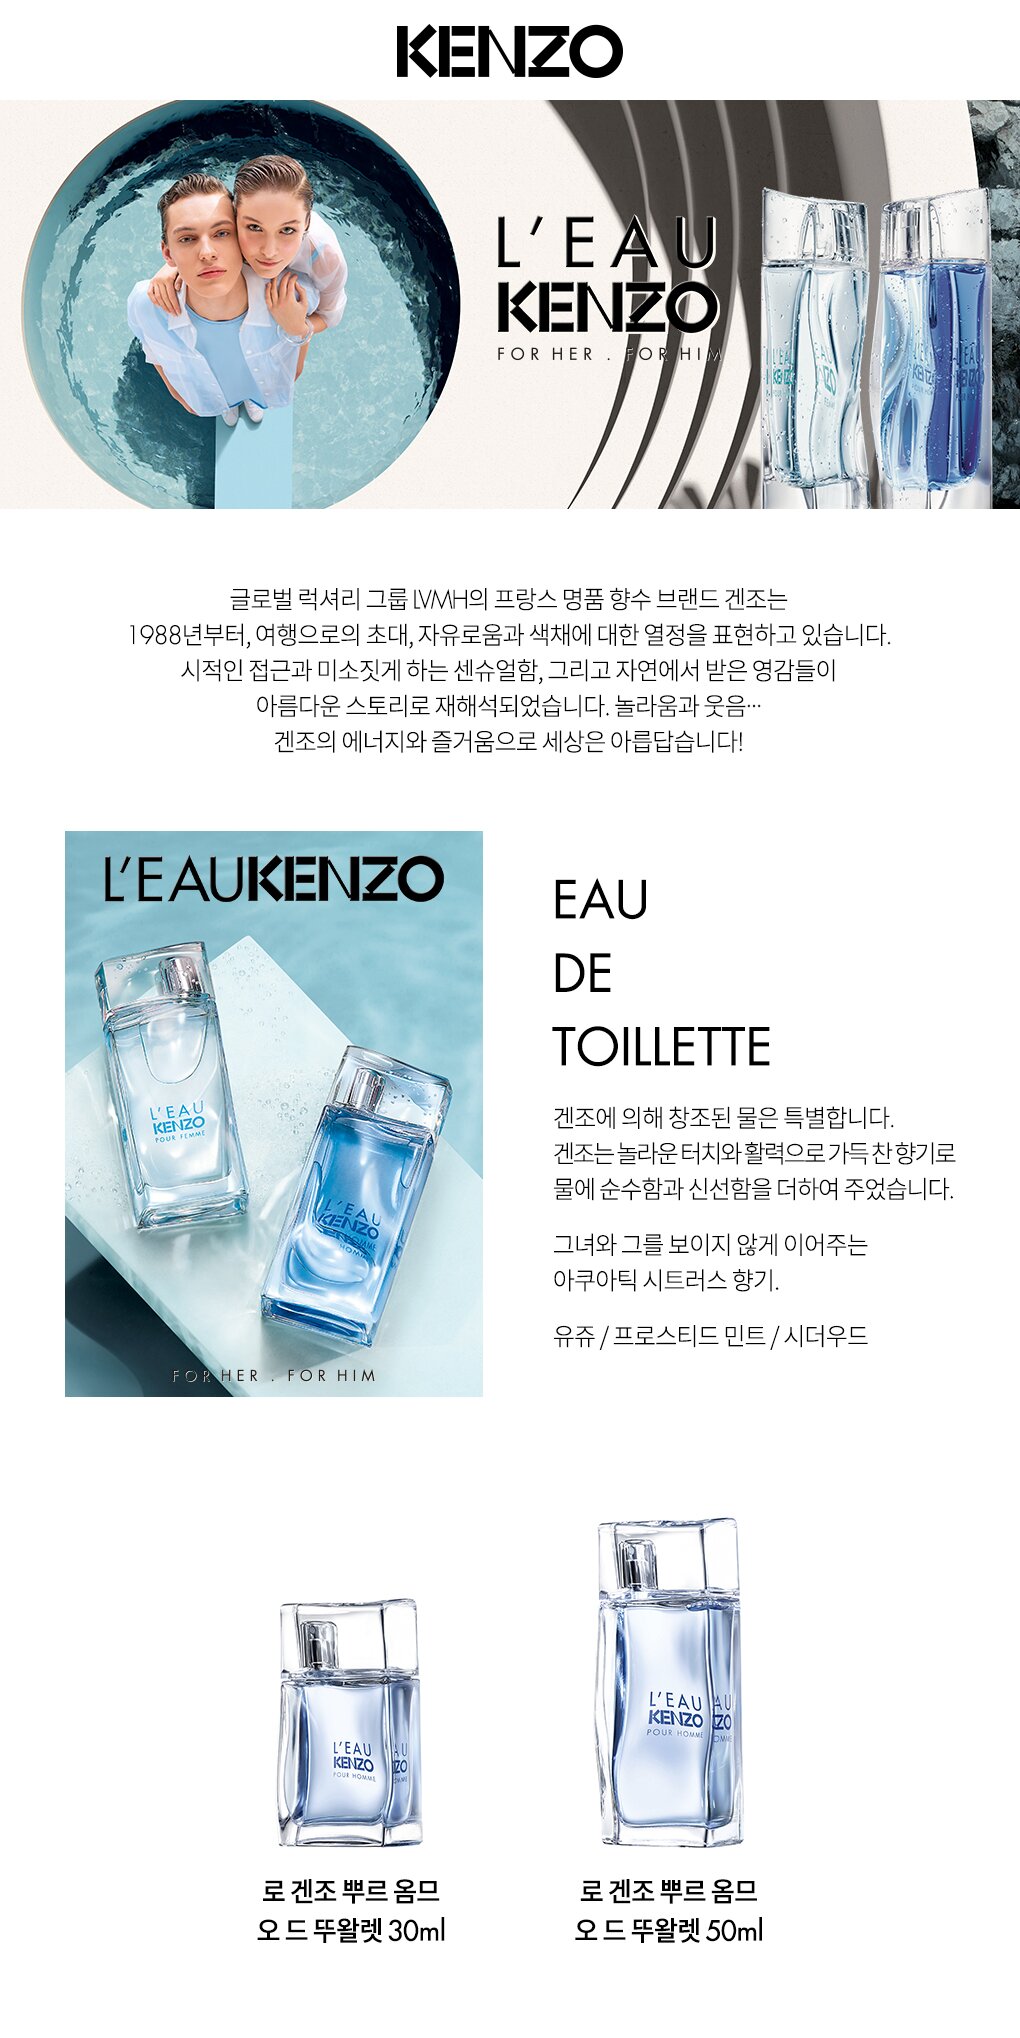 KENZO
L'EAU
KENZO
FOR HER . FOR HIM
L'EAU
KENZO
L'EAU
KENZO
글로벌 럭셔리 그룹 LVMH의 프랑스 명품 향수 브랜드 겐조는
1988년부터, 여행으로의 초대, 자유로움과 색채에 대한 열정을 표현하고 있습니다.
시적인 접근과 미소짓게 하는 센슈얼함, 그리고 자연에서 받은 영감들이
아름다운 스토리로 재해석되었습니다. 놀라움과 웃음…
겐조의 에너지와 즐거움으로 세상은 아릅답습니다!
L'EAUKENZO
L'EAU
KENZO
POUR FEMME
L'EAU
KENZO
HOMME
FOR HER . FOR HIM
EAU
DE
TOILLETTE
겐조에 의해 창조된 물은 특별합니다.
겐조는 놀라운 터치와 활력으로 가득 찬 향기로
물에 순수함과 신선함을 더하여 주었습니다.
그녀와 그를 보이지 않게 이어주는
아쿠아틱 시트러스 향기.
유쥬 / 프로스티드 민트 / 시더우드
L'EAU
KENZO
POUR HOMME
L'EAU
KENZO
POUR HOMME
로 겐조 뿌르 옴므
오 드 뚜왈렛 30ml
로 겐조 뿌르 옴므
오 드 뚜왈렛 50ml